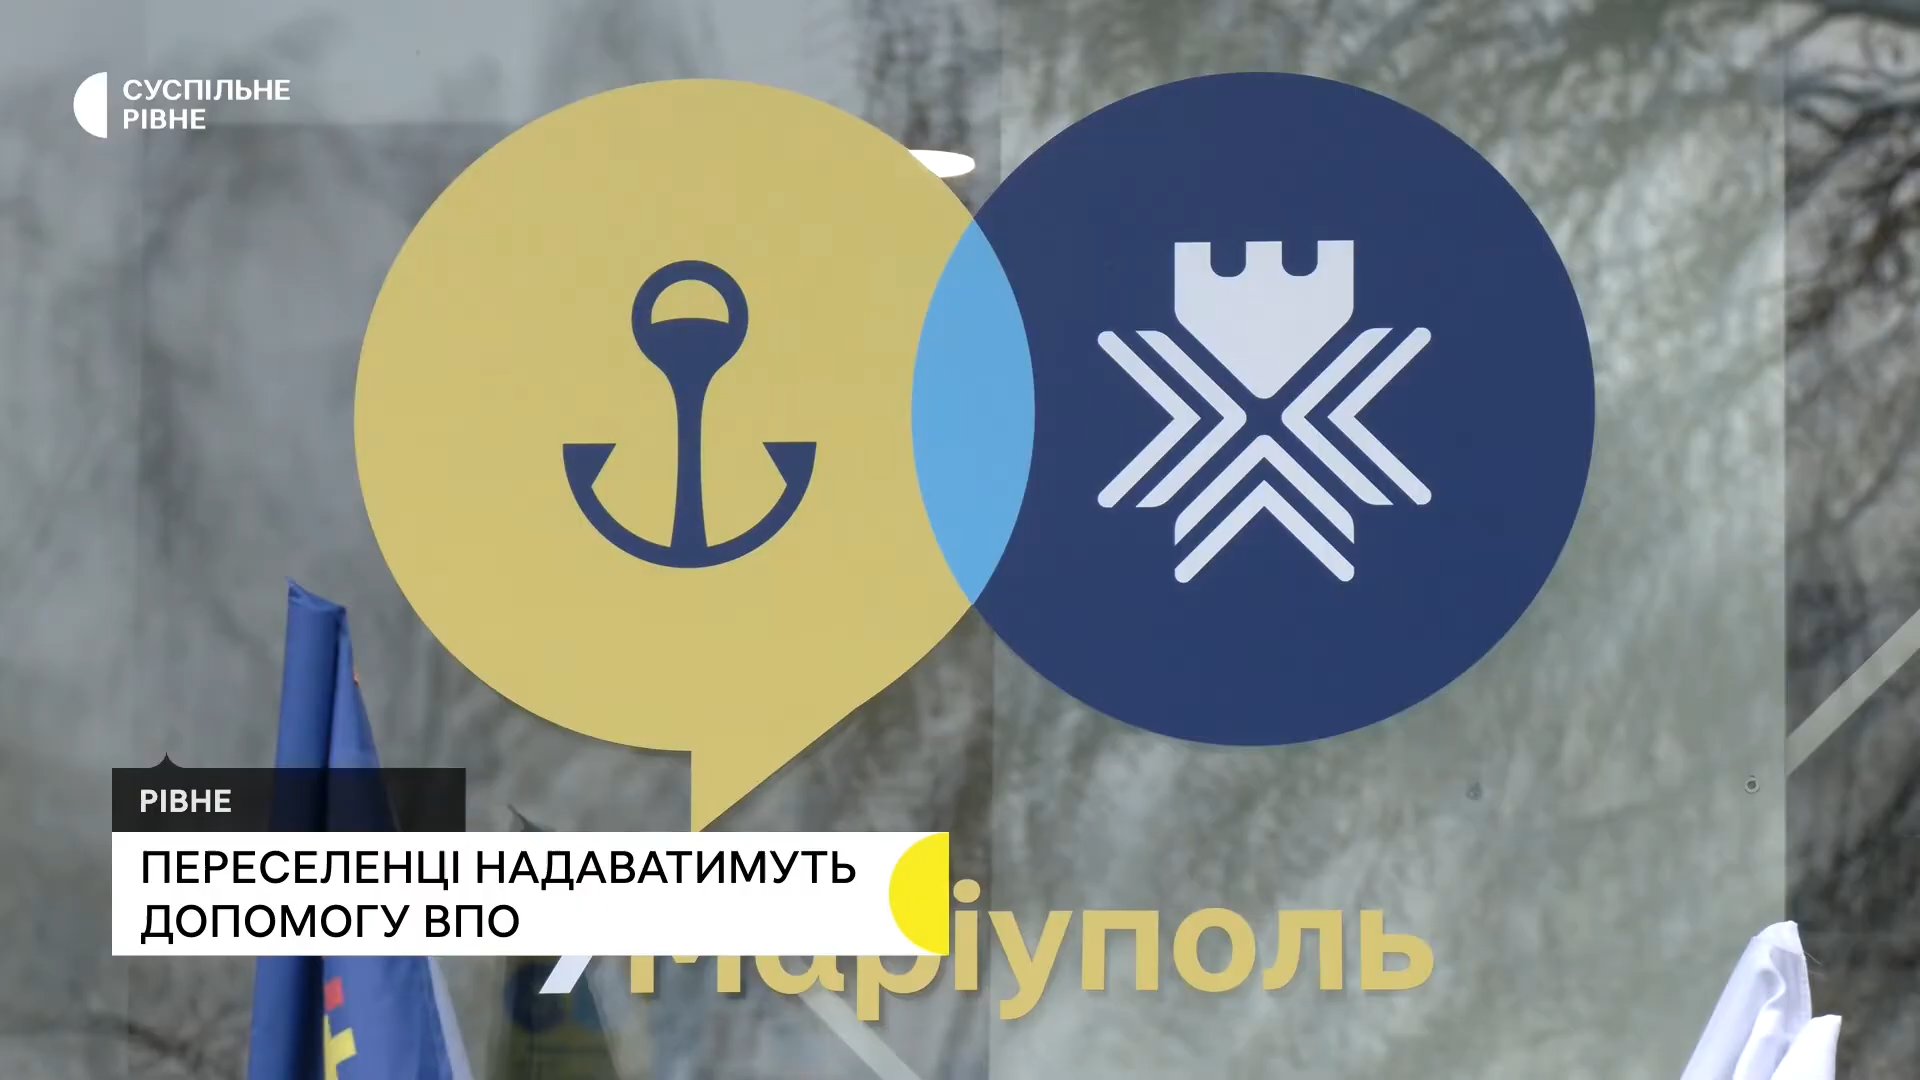 СУСПІЛЬНЕ
РІВНЕ
РІВНЕ
ПЕРЕСЕЛЕНЦІ НАДАВАТИМУТЬ
ДОПОМОГУ ВПО
Маріуполь